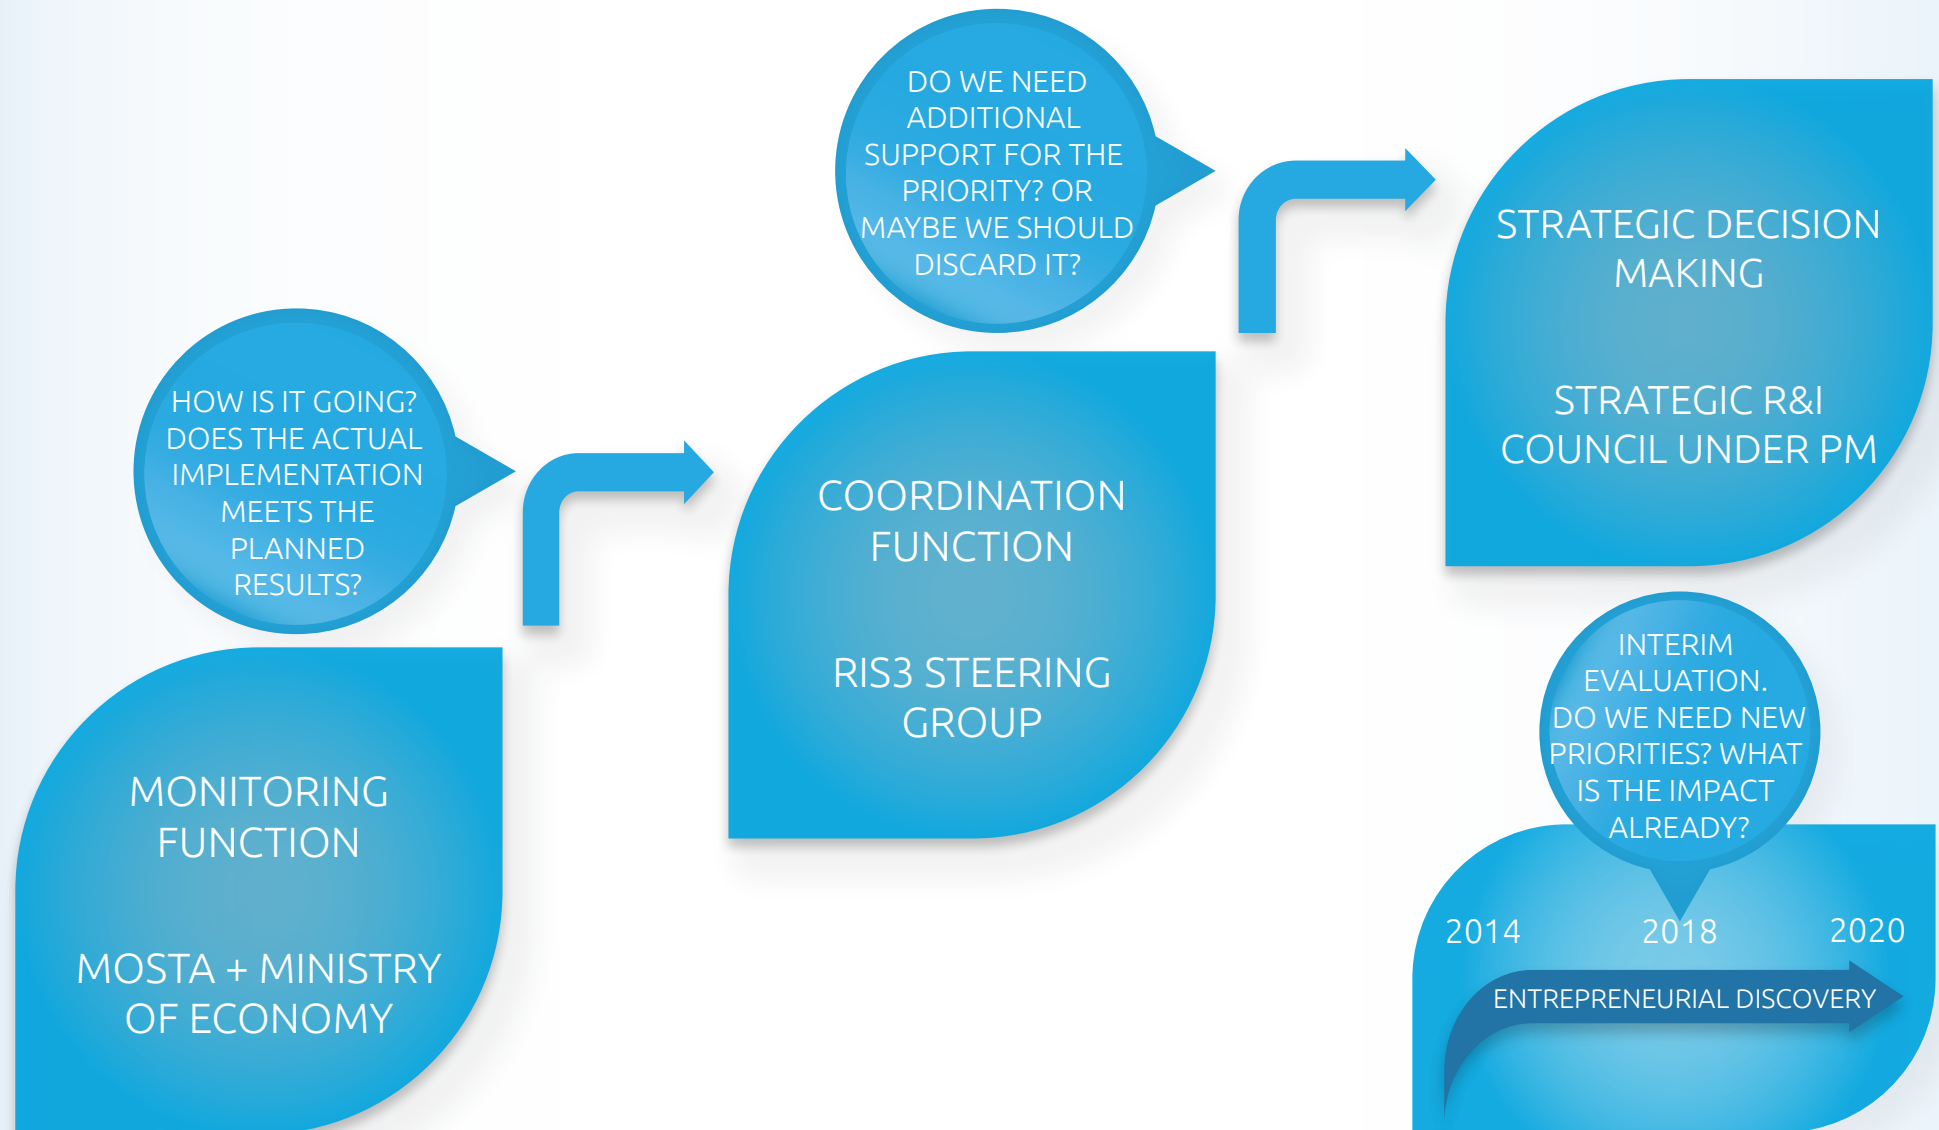 HOW IS IT GOING?
DOES THE ACTUAL
IMPLEMENTATION
MEETS THE
PLANNED
RESULTS?
MONITORING
FUNCTION
MOSTA + MINISTRY
OF ECONOMY
DO WE NEED
ADDITIONAL
SUPPORT FOR THE
PRIORITY? OR
MAYBE WE SHOULD
DISCARD IT?
COORDINATION
FUNCTION
RIS3 STEERING
GROUP
STRATEGIC DECISION
MAKING
STRATEGIC R&I
COUNCIL UNDER PM
INTERIM
EVALUATION.
DO WE NEED NEW
PRIORITIES? WHAT
IS THE IMPACT
ALREADY?
2014 2018 2020
ENTREPRENEURIAL DISCOVERY